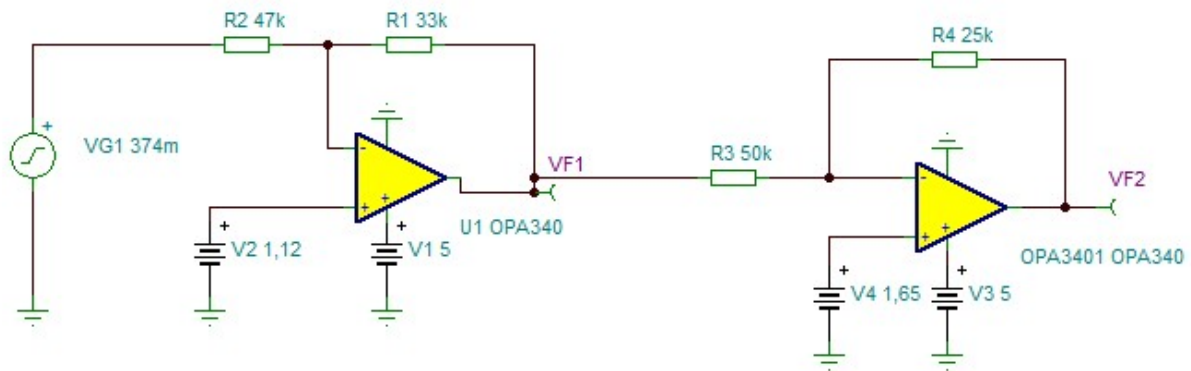 R2 47k
R1 33k
R4 25k
+
VG1 374m
-
VF1
R3 50k
-
VF2
+
+
U1 OPA340
+
+
OPA3401 OPA340
+
V2 1,12
+
V1 5
+
V4 1,65
+
V3 5